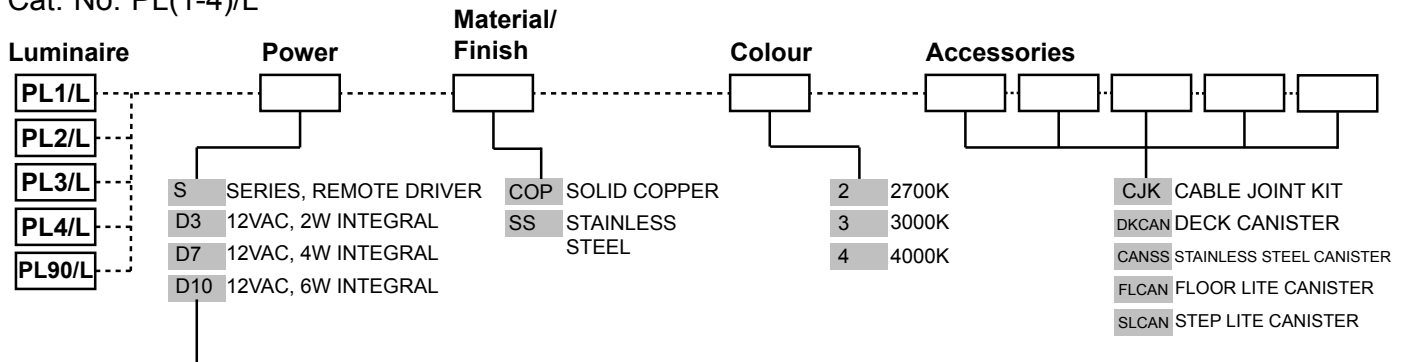 Cat. No. PL(1-4)/L
Material/
Luminaire Power Finish Colour Accessories
PL1/L
PL2/L
PL3/L
PL4/L
PL90/L
S SERIES, REMOTE DRIVER
D3 12VAC, 2W INTEGRAL
D7 12VAC, 4W INTEGRAL
D10 12VAC, 6W INTEGRAL
COP SOLID COPPER
SS STAINLESS
STEEL
2 2700K
3 3000K
4 4000K
CJK CABLE JOINT KIT
DKCAN DECK CANISTER
CANSS STAINLESS STEEL CANISTER
FLCAN FLOOR LITE CANISTER
SLCAN STEP LITE CANISTER